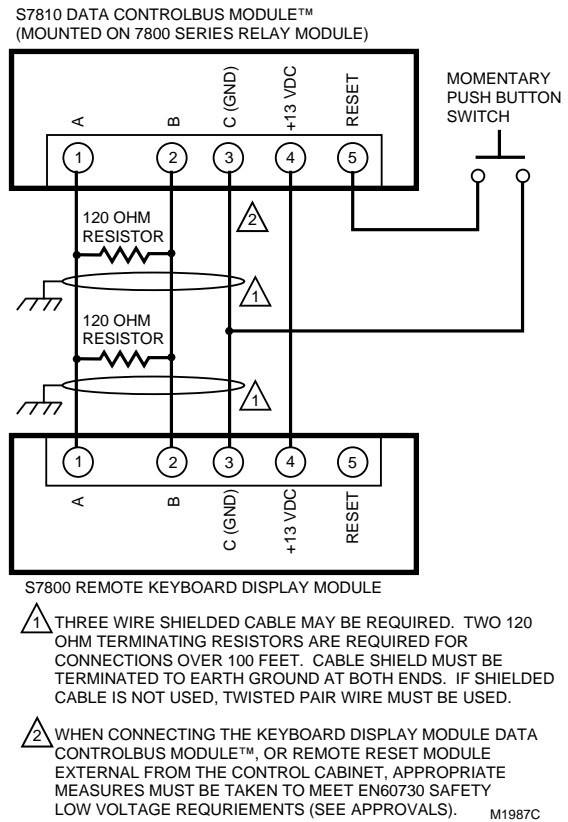 S7810 DATA CONTROLBUS MODULE™
(MOUNTED ON 7800 SERIES RELAY MODULE)
MOMENTARY
PUSH BUTTON
SWITCH
A
B
C (GND)
+13 VDC
RESET
1
2
3
4
5
120 OHM
RESISTOR
2
1
120 OHM
RESISTOR
1
1
2
3
4
5
A
B
C (GND)
+13 VDC
RESET
S7800 REMOTE KEYBOARD DISPLAY MODULE
1 THREE WIRE SHIELDED CABLE MAY BE REQUIRED. TWO 120
OHM TERMINATING RESISTORS ARE REQUIRED FOR
CONNECTIONS OVER 100 FEET. CABLE SHIELD MUST BE
TERMINATED TO EARTH GROUND AT BOTH ENDS. IF SHIELDED
CABLE IS NOT USED, TWISTED PAIR WIRE MUST BE USED.
2 WHEN CONNECTING THE KEYBOARD DISPLAY MODULE DATA
CONTROLBUS MODULE™, OR REMOTE RESET MODULE
EXTERNAL FROM THE CONTROL CABINET, APPROPRIATE
MEASURES MUST BE TAKEN TO MEET EN60730 SAFETY
LOW VOLTAGE REQURIEMENTS (SEE APPROVALS).
M1987C